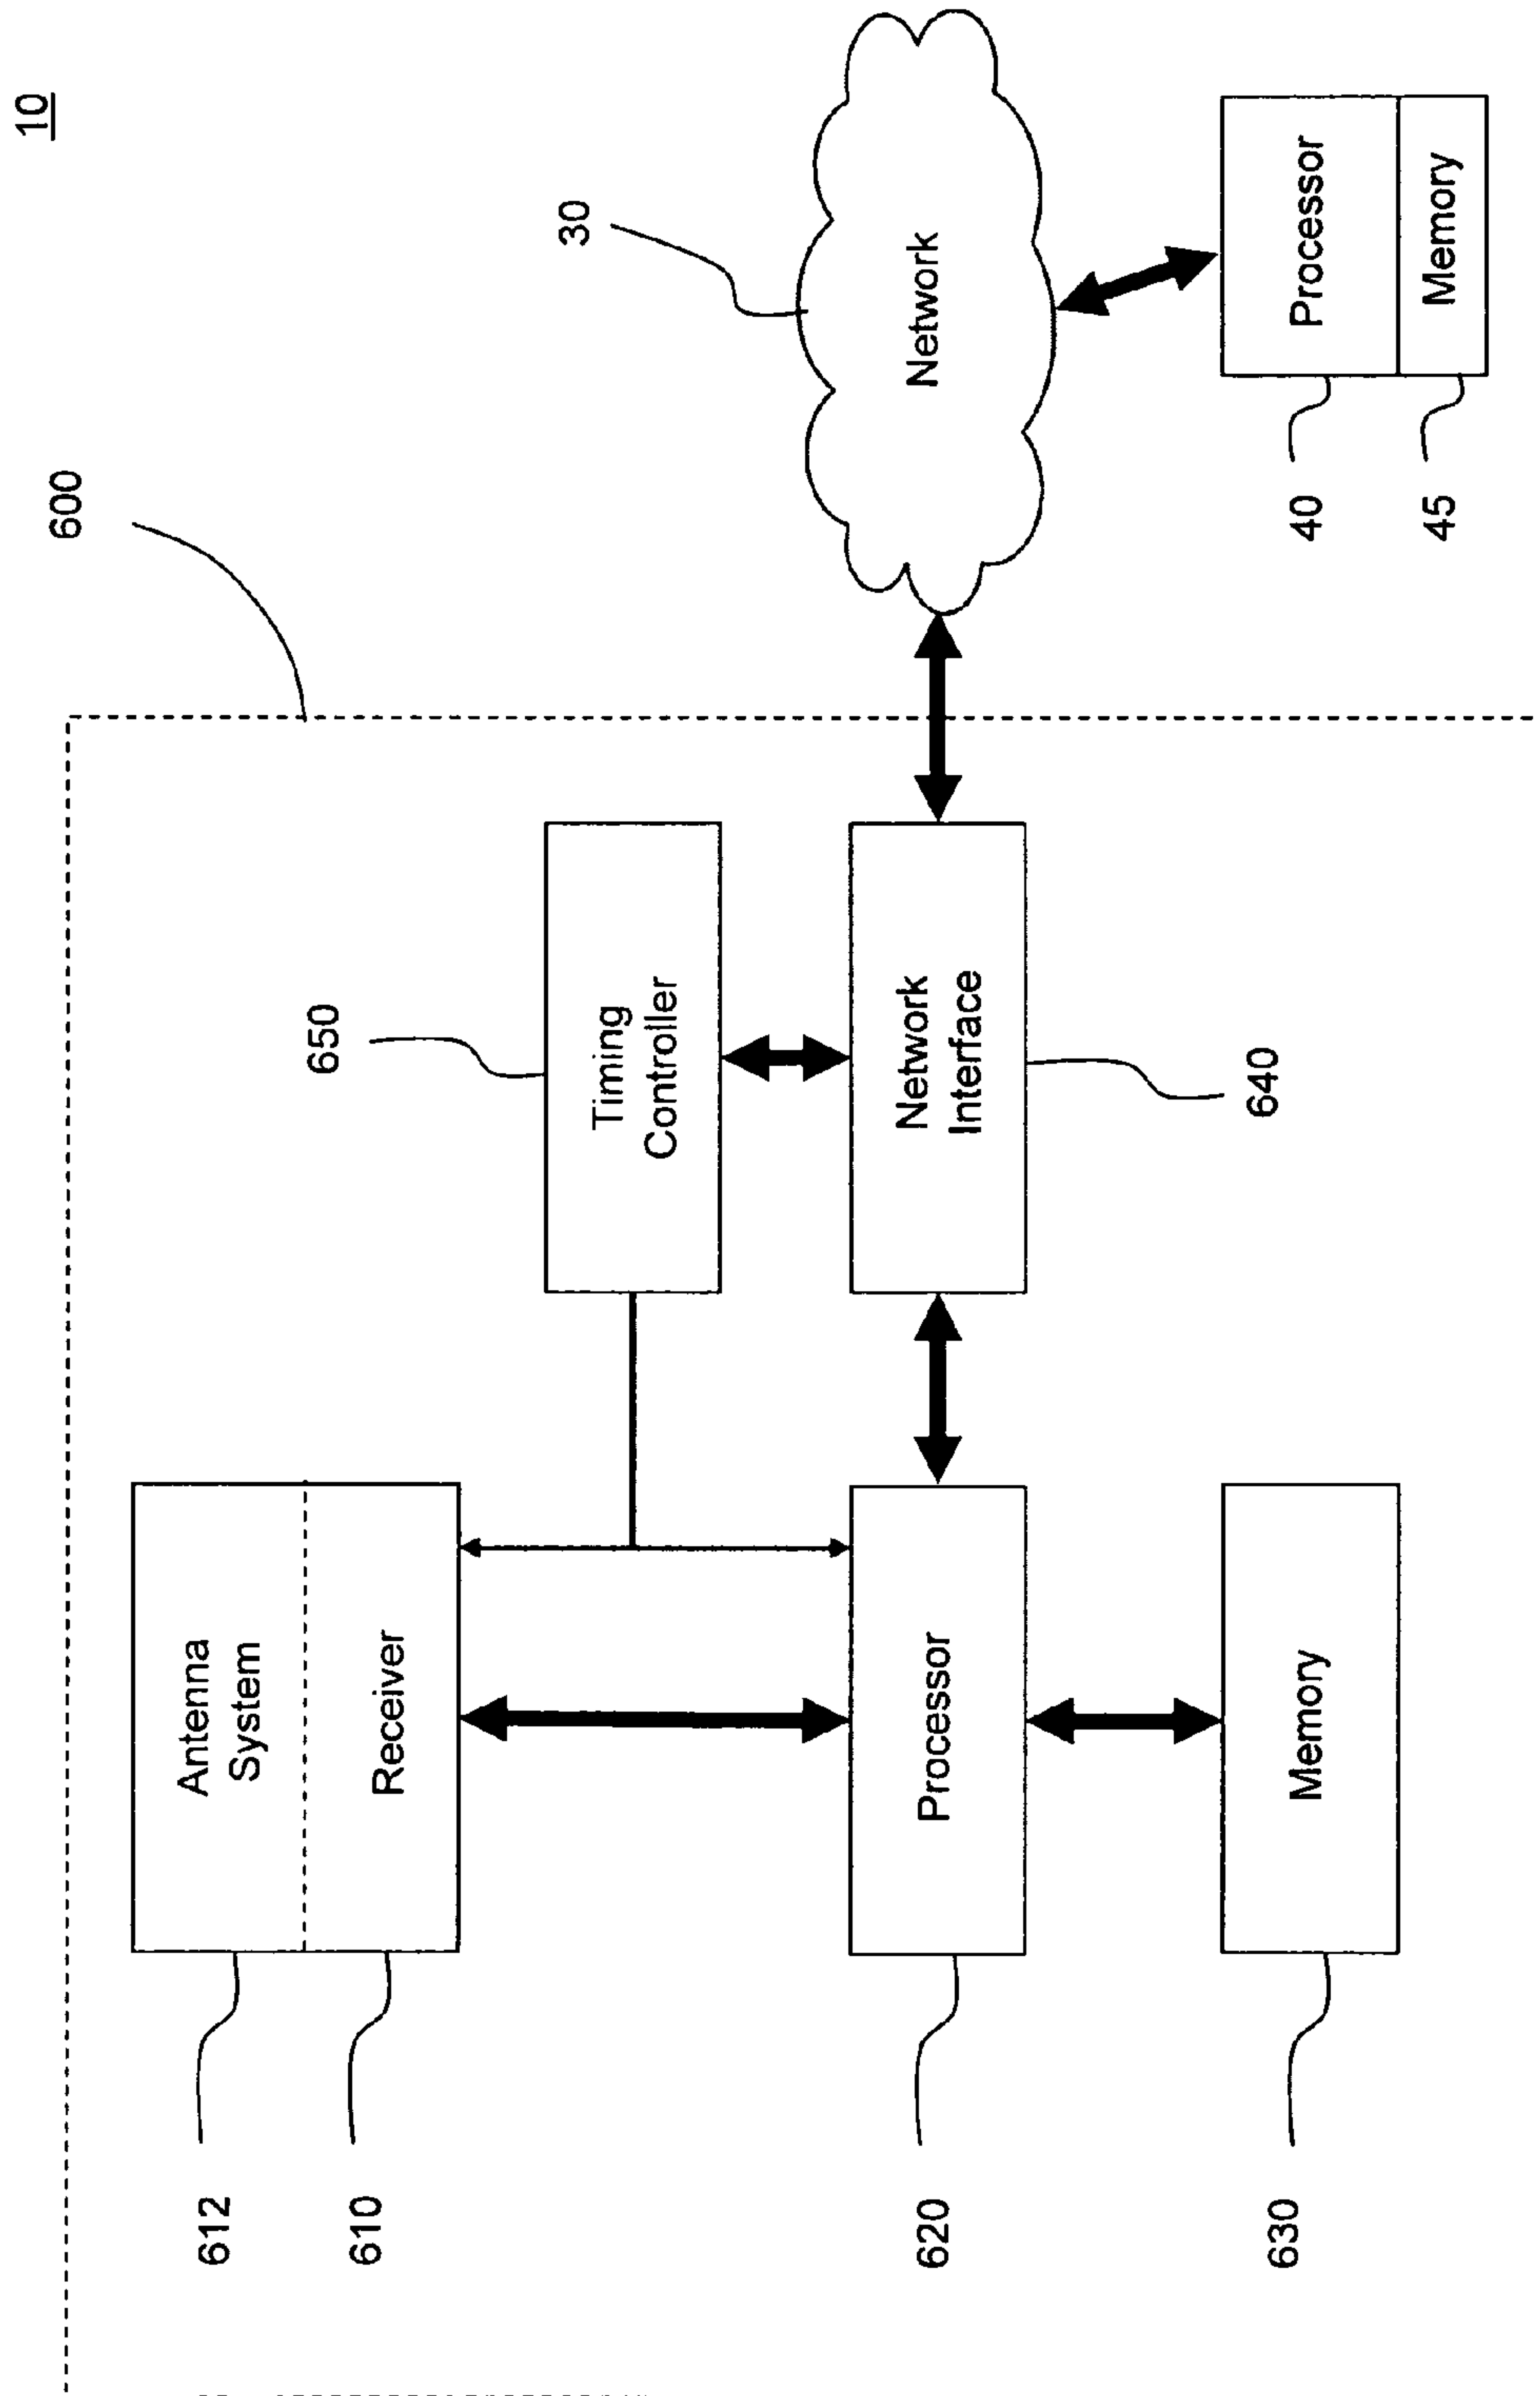 10
600
650
30
612
Antenna
System
610
Receiver
Timing
Controller
Network
620
Processor
Network
Interface
640
40
Processor
45
Memory
630
Memory